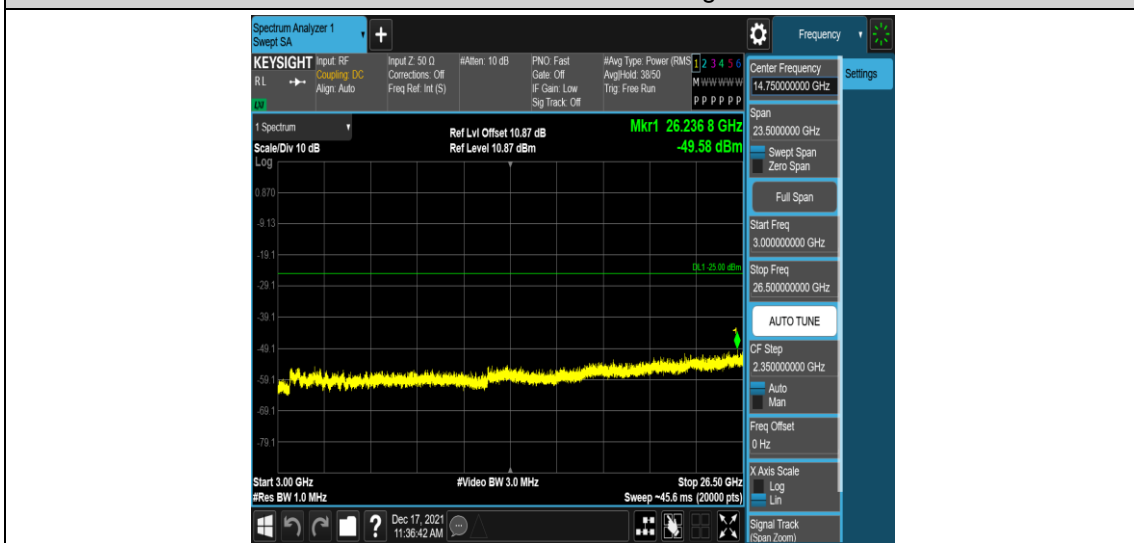 Spectrum Analyzer 1
Swept SA
+
Frequency
KEYSIGHT
RL
LXI
Input: RF
Coupling: DC
Align: Auto
Input Z: 50 Ω
Corrections: Off
Freq Ref: Int (S)
#Atten: 10 dB
PNO: Fast
Gate: Off
IF Gain: Low
Sig Track: Off
#Avg Type: Power (RMS
Avg|Hold: 38/50
Trig: Free Run
1 2 3 4 5 6
M W W W W W
P P P P P P
1 Spectrum
Scale/Div 10 dB
Log
Ref Lvl Offset 10.87 dB
Ref Level 10.87 dBm
Mkr1 26.236 8 GHz
-49.58 dBm
0.870
-9.13
-19.1
DL1 -25.00 dBm
-29.1
-39.1
1
-49.1
-59.1
-69.1
-79.1
Start 3.00 GHz
#Res BW 1.0 MHz
#Video BW 3.0 MHz
Stop 26.50 GHz
Sweep ~45.6 ms (20000 pts)
?
Dec 17, 2021
11:36:42 AM
Center Frequency
14.750000000 GHz
Settings
Span
23.5000000 GHz
Swept Span
Zero Span
Full Span
Start Freq
3.000000000 GHz
Stop Freq
26.500000000 GHz
AUTO TUNE
CF Step
2.350000000 GHz
Auto
Man
Freq Offset
0 Hz
X Axis Scale
Log
Lin
Signal Track
(Span Zoom)